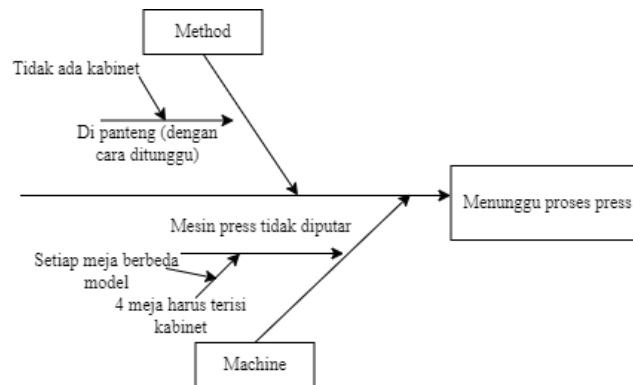 Method
Tidak ada kabinet
Di panteng (dengan
cara ditunggu)
Menunggu proses press
Mesin press tidak diputar
Setiap meja berbeda
model
4 meja harus terisi
kabinet
Machine